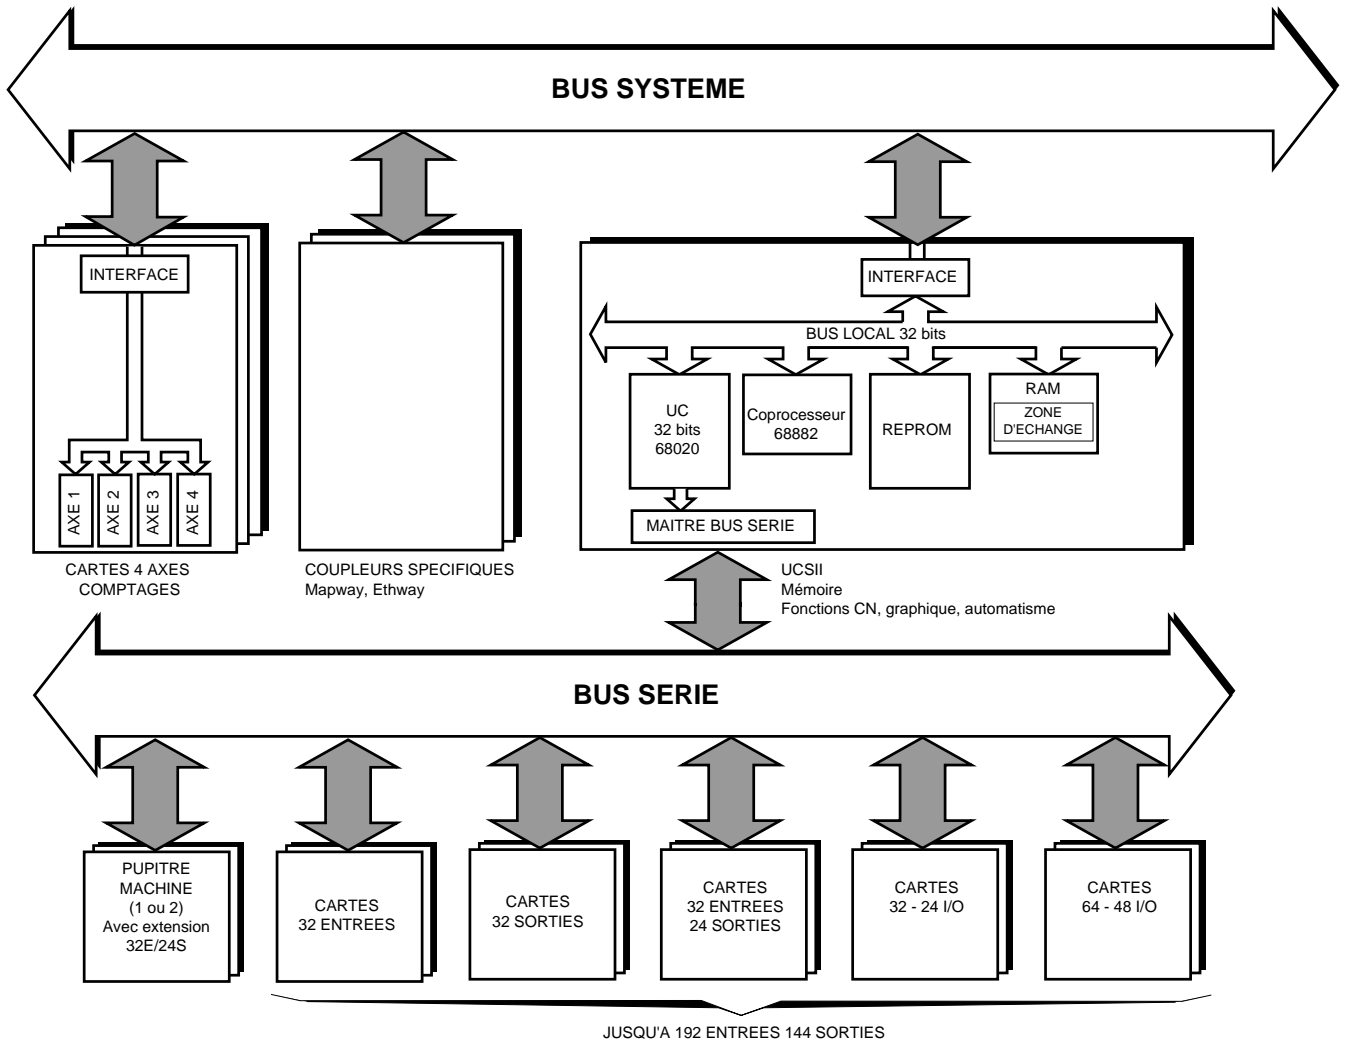 BUS SYSTEME
INTERFACE
AXE 1
AXE 2
AXE 3
AXE 4
CARTES 4 AXES
COMPTAGES
COUPLEURS SPECIFIQUES
Mapway, Ethway
INTERFACE
BUS LOCAL 32 bits
UC
32 bits
68020
Coprocesseur
68882
REPROM
RAM
ZONE
D'ECHANGE
MAITRE BUS SERIE
UCSII
Mémoire
Fonctions CN, graphique, automatisme
BUS SERIE
PUPITRE
MACHINE
(1 ou 2)
Avec extension
32E/24S
CARTES
32 ENTREES
CARTES
32 SORTIES
CARTES
32 ENTREES
24 SORTIES
CARTES
32 - 24 I/O
CARTES
64 - 48 I/O
JUSQU'A 192 ENTREES 144 SORTIES